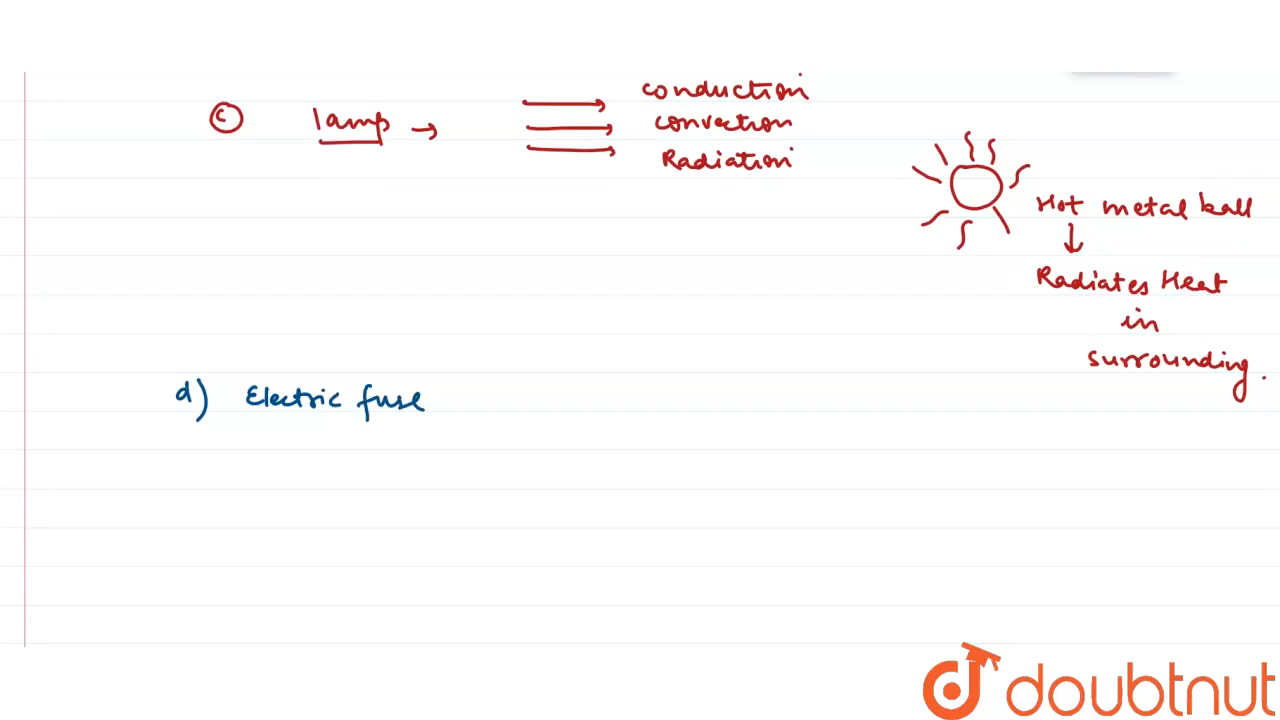 c lamp → conduction
convection
Radiation
Hot metal ball
↓
Radiates Heat
in
surrounding.
d) Electric fuse
doubtnut